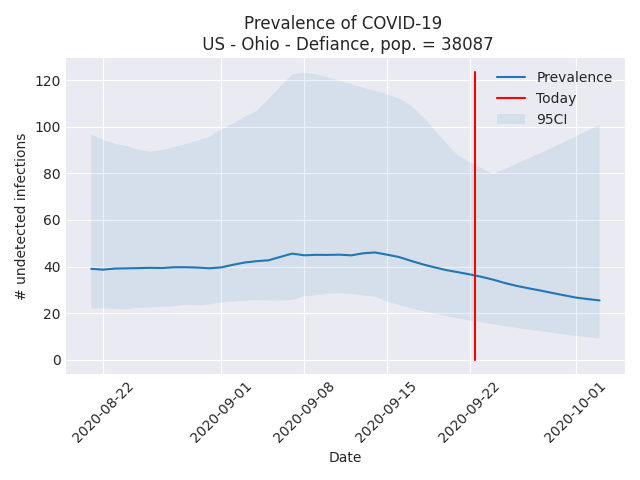 Prevalence of COVID-19
US - Ohio - Defiance, pop. = 38087
Prevalence
Today
95CI
# undetected infections
120
100
80
60
40
20
0
2020-08-22
2020-09-01
2020-09-08
2020-09-15
2020-09-22
2020-10-01
Date